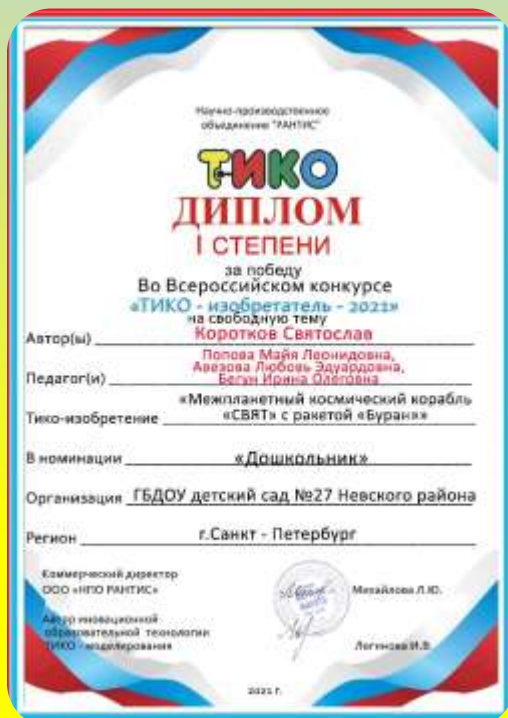 Научно-производственное
объединение "РАНТИС"
ТИКО
ДИПЛОМ
I СТЕПЕНИ
за победу
Во Всероссийском конкурсе
«ТИКО - изобретатель - 2021»
на свободную тему
Автор(ы) Коротков Святослав
Попова Майя Леонидовна,
Авезова Любовь Эдуардовна,
Педагог(и) Бегун Ирина Олеговна
«Межпланетный космический корабль
Тико-изобретение «СВЯТ» с ракетой «Буран»»
В номинации «Дошкольник»
Организация ГБДОУ детский сад №27 Невского района
Регион г.Санкт - Петербург
Коммерческий директор
ООО «НПО РАНТИС» Михайлова Л.Ю.
Автор иновационной
образовательной технологии
ТИКО - моделирования Логинова И.В.
2021 г.